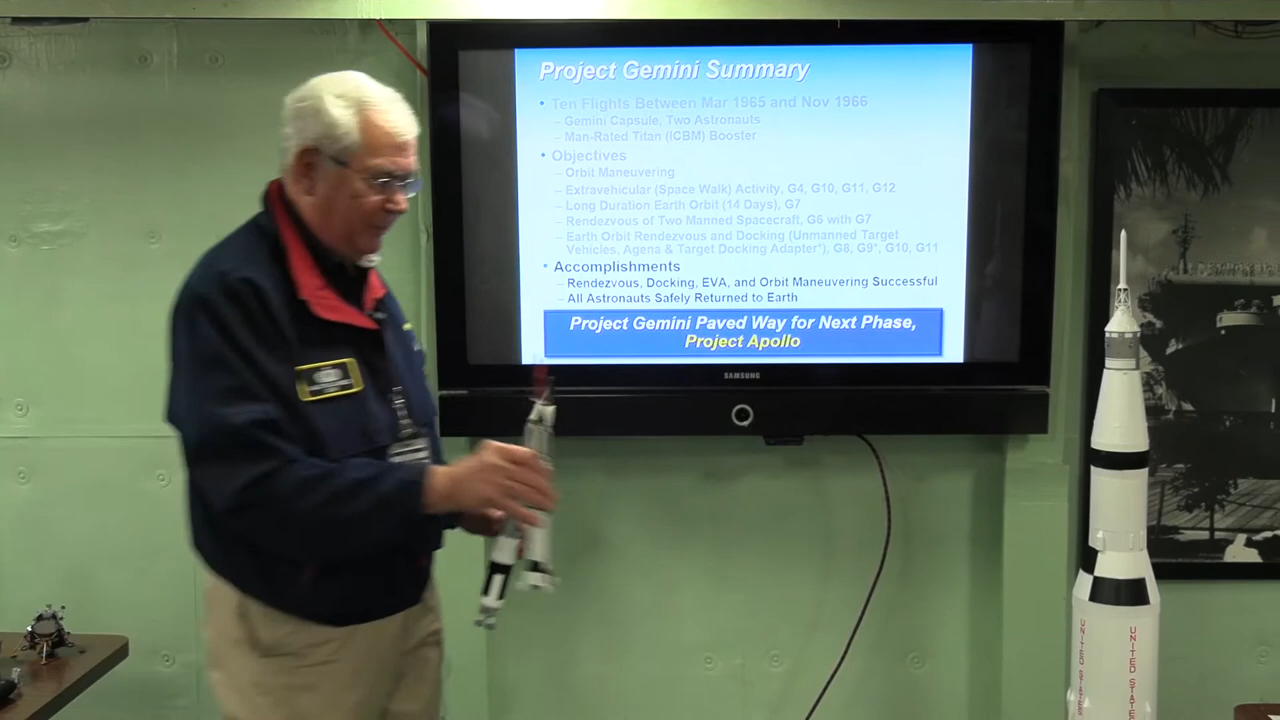 Project Gemini Summary
• Ten Flights Between Mar 1965 and Nov 1966
– Gemini Capsule, Two Astronauts
– Man-Rated Titan (ICBM) Booster
• Objectives
– Orbit Maneuvering
– Extravehicular (Space Walk) Activity, G4, G10, G11, G12
– Long Duration Earth Orbit (14 Days), G7
– Rendezvous of Two Manned Spacecraft, G6 with G7
– Earth Orbit Rendezvous and Docking (Unmanned Target
Vehicles, Agena & Target Docking Adapter*), G8, G9*, G10, G11
• Accomplishments
– Rendezvous, Docking, EVA, and Orbit Maneuvering Successful
– All Astronauts Safely Returned to Earth
Project Gemini Paved Way for Next Phase,
Project Apollo
SAMSUNG
UNITED STATES
UNITED STATE